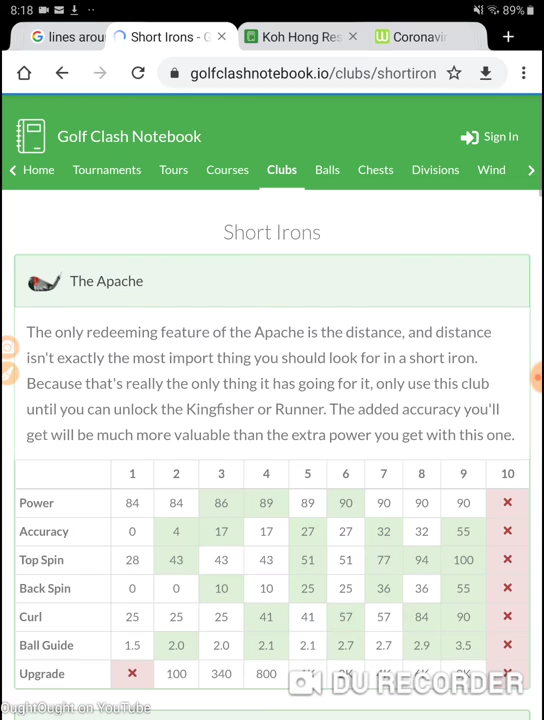 8:18 89%
lines arou Short Irons - G Koh Hong Res Coronavir
golfclashnotebook.io/clubs/shortiron
Golf Clash Notebook Sign In
Home Tournaments Tours Courses Clubs Balls Chests Divisions Wind
Short Irons
The Apache
The only redeeming feature of the Apache is the distance, and distance
isn't exactly the most import thing you should look for in a short iron.
Because that's really the only thing it has going for it, only use this club
until you can unlock the Kingfisher or Runner. The added accuracy you'll
get will be much more valuable than the extra power you get with this one.
1 2 3 4 5 6 7 8 9 10
Power 84 84 86 89 89 90 90 90 90
Accuracy 0 4 17 17 27 27 32 32 55
Top Spin 28 43 43 43 51 51 77 94 100
Back Spin 0 0 10 10 25 25 36 36 55
Curl 25 25 25 41 41 57 57 84 90
Ball Guide 1.5 2.0 2.0 2.1 2.1 2.7 2.7 2.9 3.5
Upgrade 100 340 800
DU RECORDER
OughtOught on YouTube